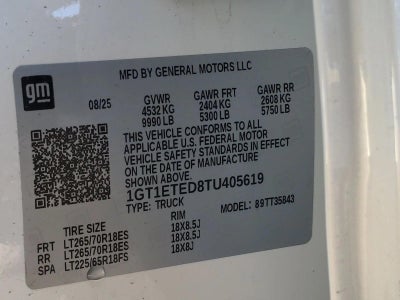 gm
MFD BY GENERAL MOTORS LLC
08/25 GVWR GAWR FRT GAWR RR
4532 KG 2404 KG 2608 KG
9990 LB 5300 LB 5750 LB
THIS VEHICLE CONFORMS TO ALL
APPLICABLE U.S. FEDERAL MOTOR
VEHICLE SAFETY STANDARDS IN EFFECT
ON THE DATE OF MANUFACTURE
SHOWN ABOVE.
1GT1ETED8TU405619
TYPE: TRUCK MODEL: 89TT35843
TIRE SIZE RIM
FRT LT265/70R18ES 18X8.5J
RR LT265/70R18ES 18X8.5J
SPA LT225/65R18FS 18X8J